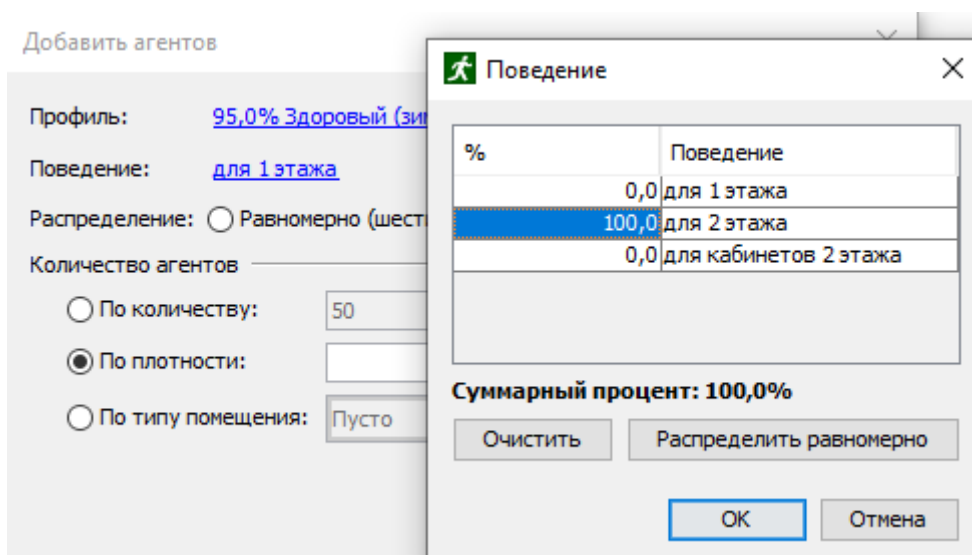 Добавить агентов
Профиль: 95,0% Здоровый
Поведение: для 1 этажа
Распределение: Равномерно
Количество агентов
По количеству: 50
По плотности:
По типу помещения: Пусто
Поведение
% Поведение
0,0 для 1 этажа
100,0 для 2 этажа
0,0 для кабинетов 2 этажа
Суммарный процент: 100,0%
Очистить Распределить равномерно
OK Отмена